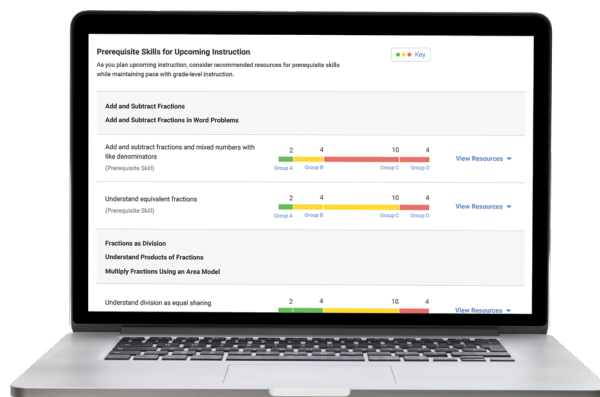 Prerequisite Skills for Upcoming Instruction
Key
As you plan upcoming instruction, consider recommended resources for prerequisite skills
while maintaining pace with grade-level instruction.
Add and Subtract Fractions
Add and Subtract Fractions in Word Problems
Add and subtract fractions and mixed numbers with
like denominators
(Prerequisite Skill)
2 4 10 4
Group A Group B Group C Group D
View Resources
Understand equivalent fractions
(Prerequisite Skill)
2 4 10 4
Group A Group B Group C Group D
View Resources
Fractions as Division
Understand Products of Fractions
Multiply Fractions Using an Area Model
Understand division as equal sharing
2 4 10 4
View Resources